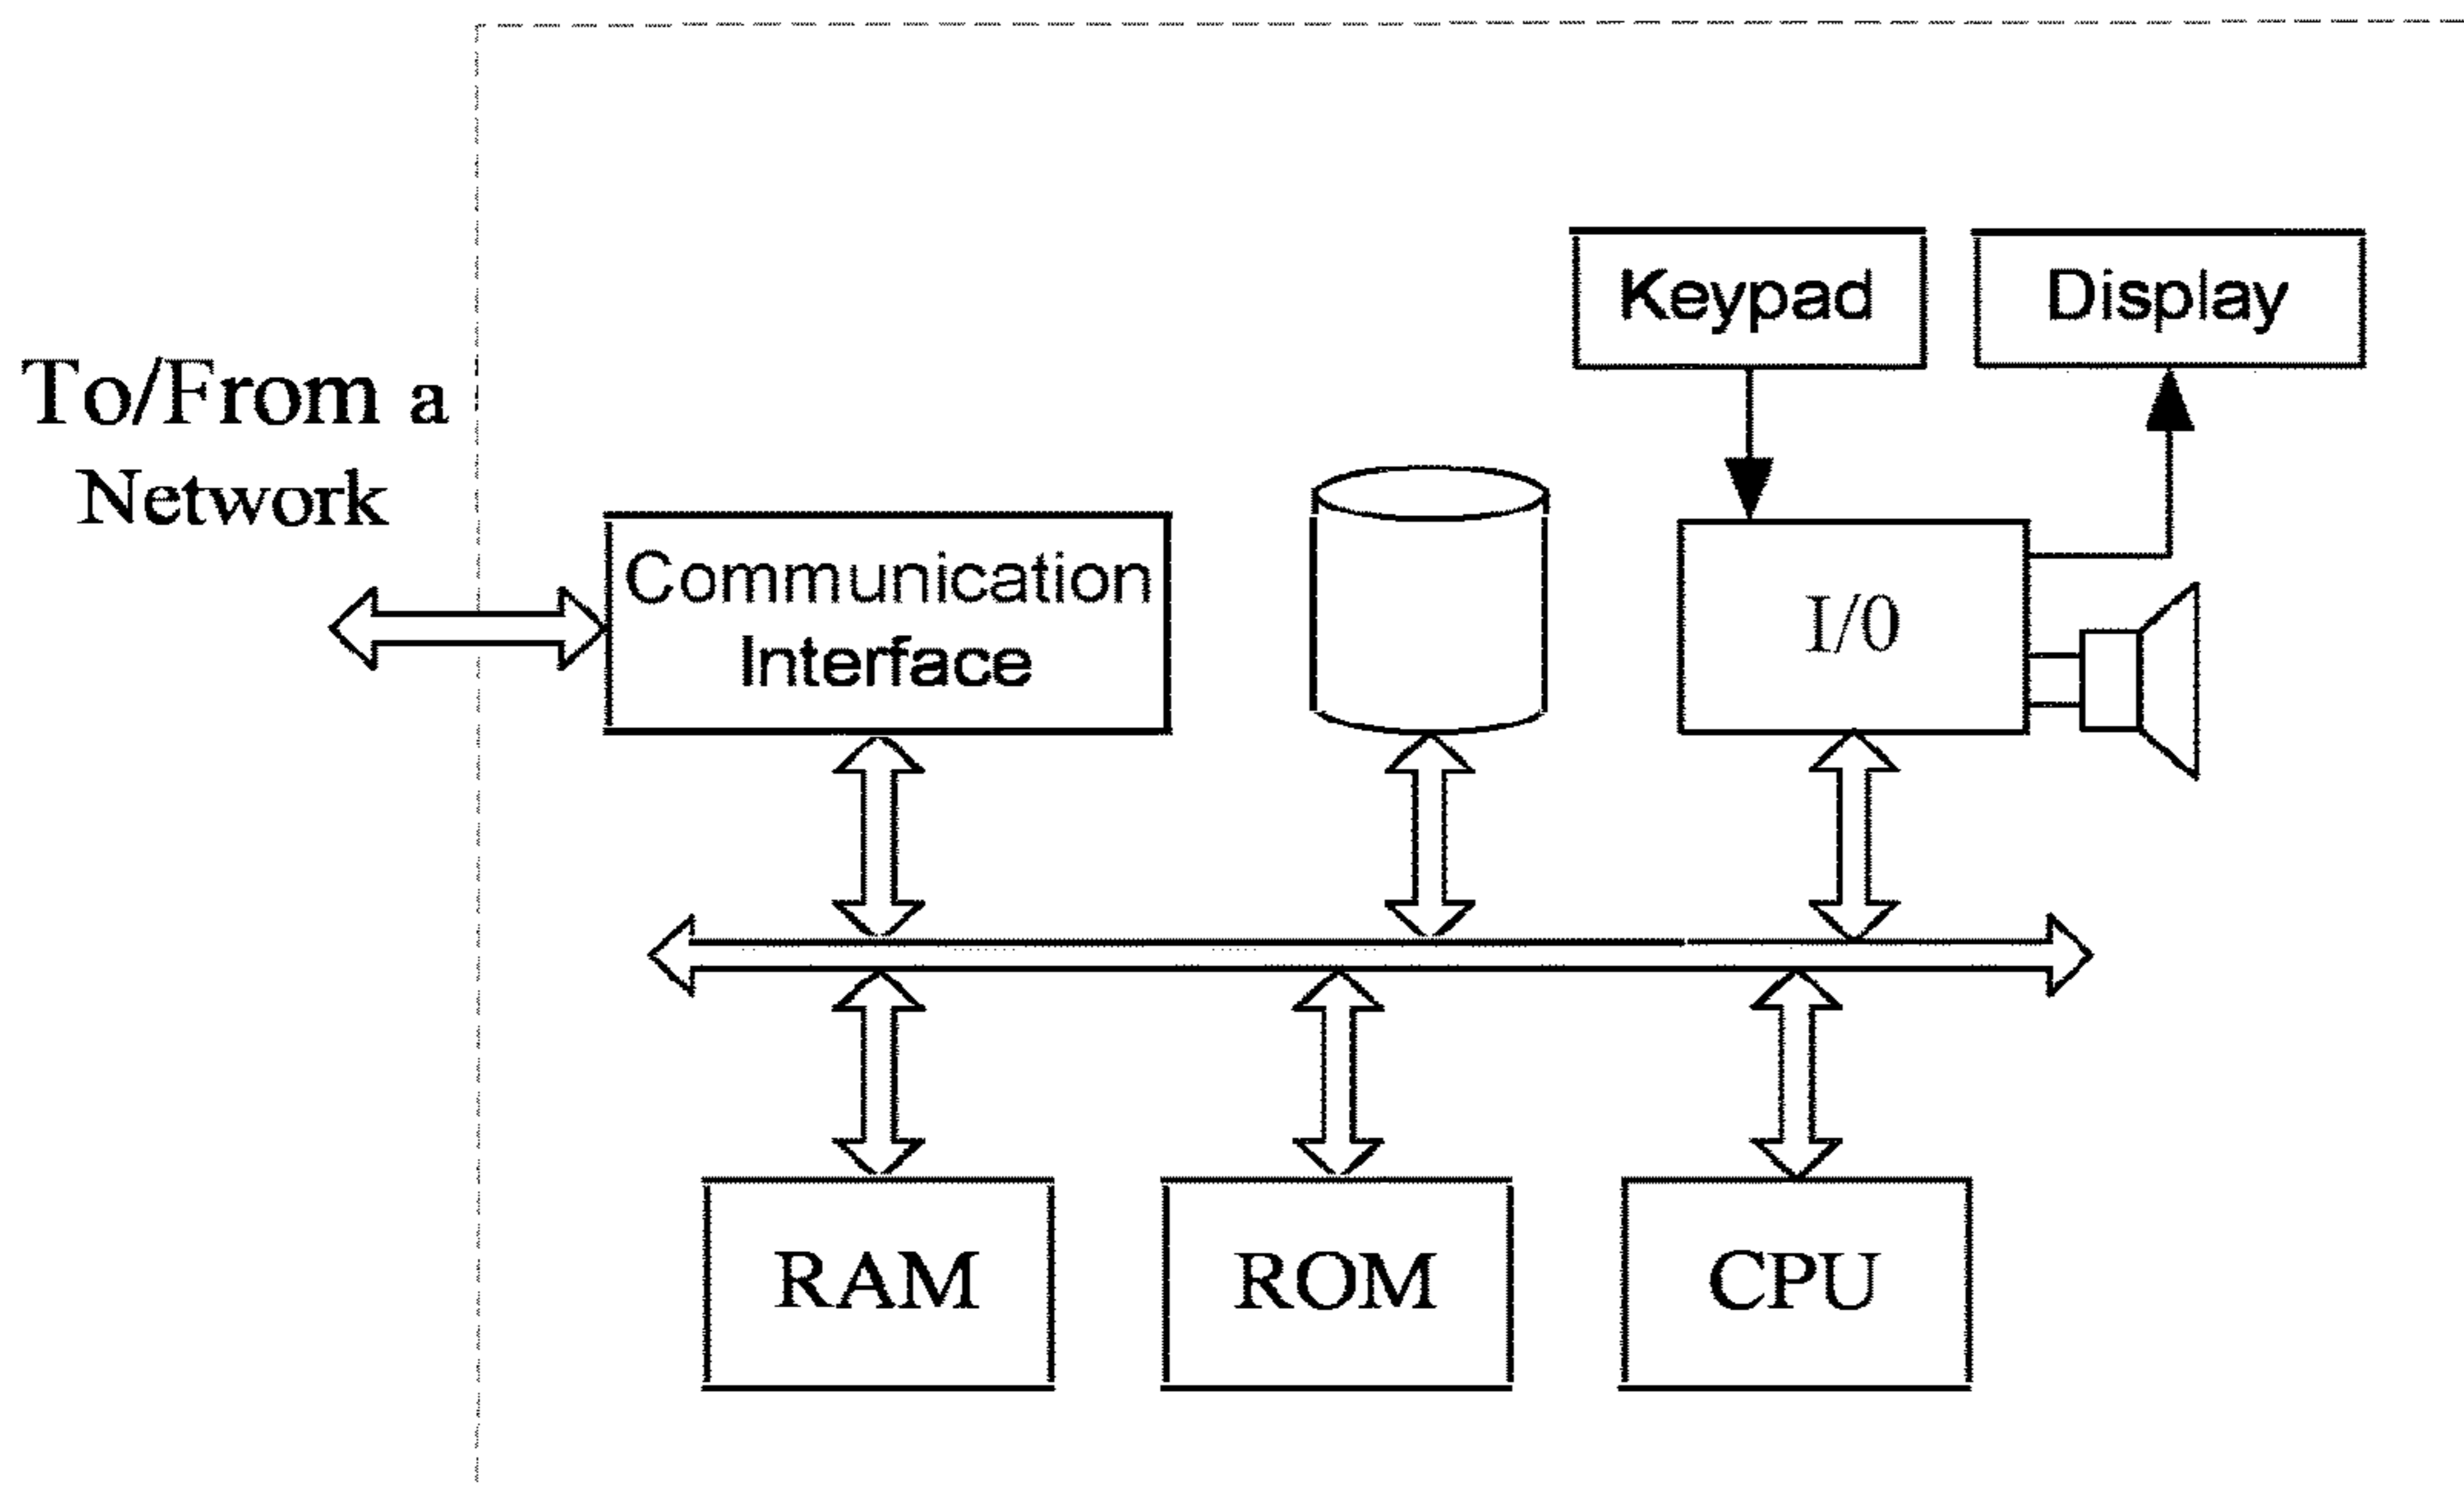 Keypad
Display
To/From a
Network
Communication
Interface
I/0
RAM
ROM
CPU